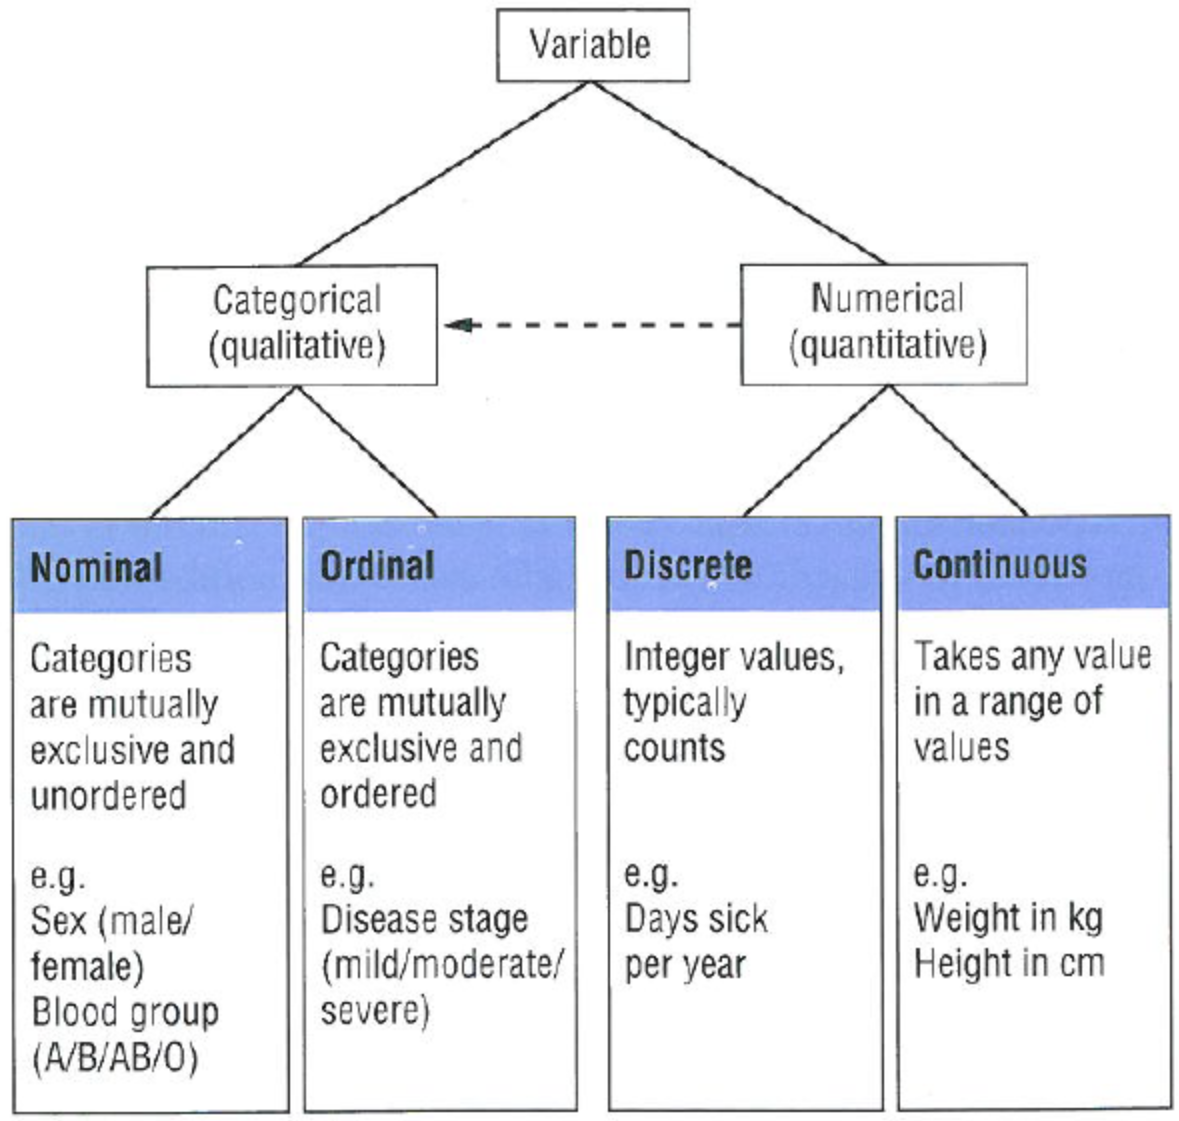 Variable
Categorical
(qualitative)
Numerical
(quantitative)
Nominal
Categories
are mutually
exclusive and
unordered
e.g.
Sex (male/
female)
Blood group
(A/B/AB/O)
Ordinal
Categories
are mutually
exclusive and
ordered
e.g.
Disease stage
(mild/moderate/
severe)
Discrete
Integer values,
typically
counts
e.g.
Days sick
per year
Continuous
Takes any value
in a range of
values
e.g.
Weight in kg
Height in cm